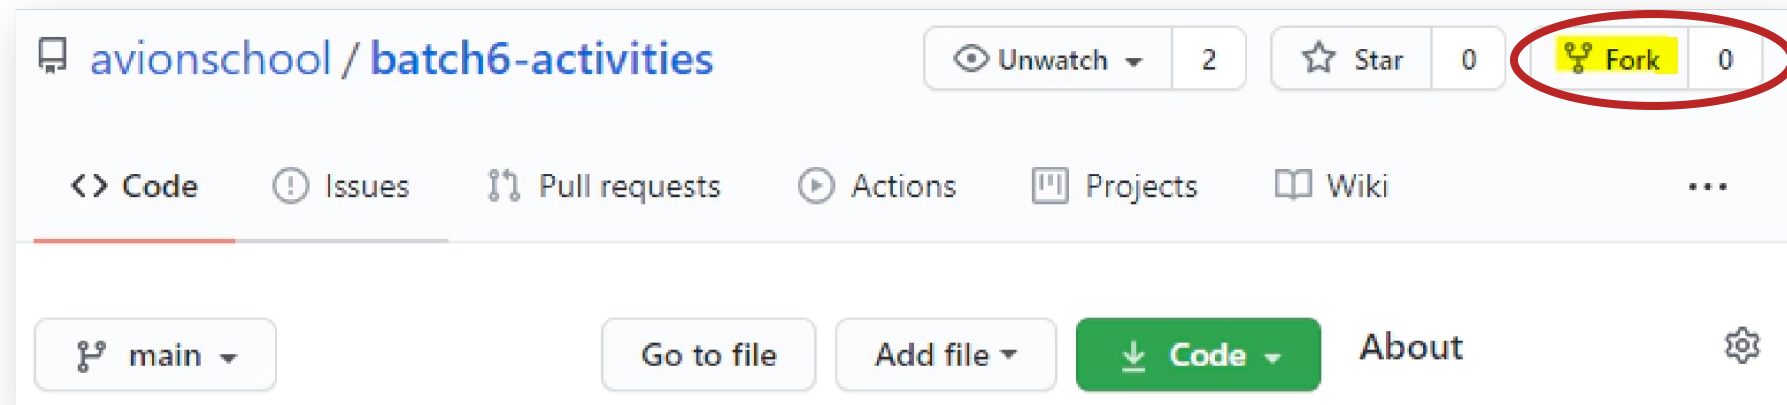 avionschool / batch6-activities Unwatch 2 Star 0 Fork 0
<> Code Issues Pull requests Actions Projects Wiki ...
main Go to file Add file Code About